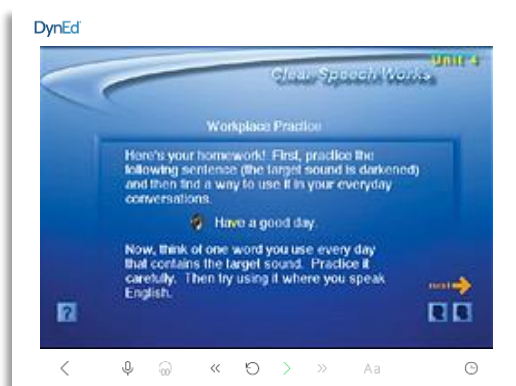 DynEd
Unit 4
Clear Speech Works
Workplace Practice
Here's your homework! First, practice the
following sentence (the target sound is darkened)
and then find a way to use it in your everyday
conversations.
Have a good day.
Now, think of one word you use every day
that contains the target sound. Practice it
carefully. Then try using it where you speak
English.
next
?
Aa